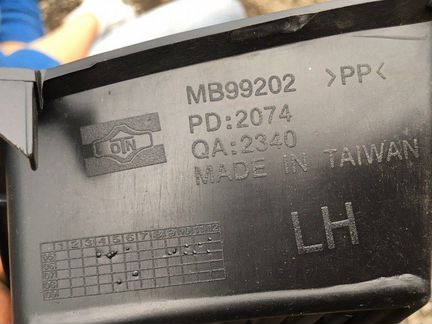 MB99202 >PP<
PD:2074
QA:2340
MADE IN TAIWAN
LH